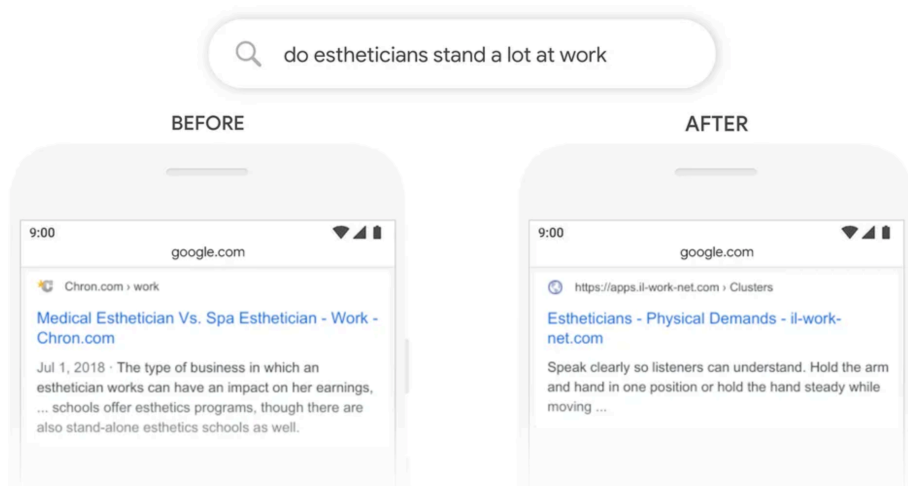 do estheticians stand a lot at work
BEFORE
9:00
google.com
Chron.com › work
Medical Esthetician Vs. Spa Esthetician - Work -
Chron.com
Jul 1, 2018 · The type of business in which an
esthetician works can have an impact on her earnings,
... schools offer esthetics programs, though there are
also stand-alone esthetics schools as well.
AFTER
9:00
google.com
https://apps.il-work-net.com › Clusters
Estheticians - Physical Demands - il-work-
net.com
Speak clearly so listeners can understand. Hold the arm
and hand in one position or hold the hand steady while
moving ...